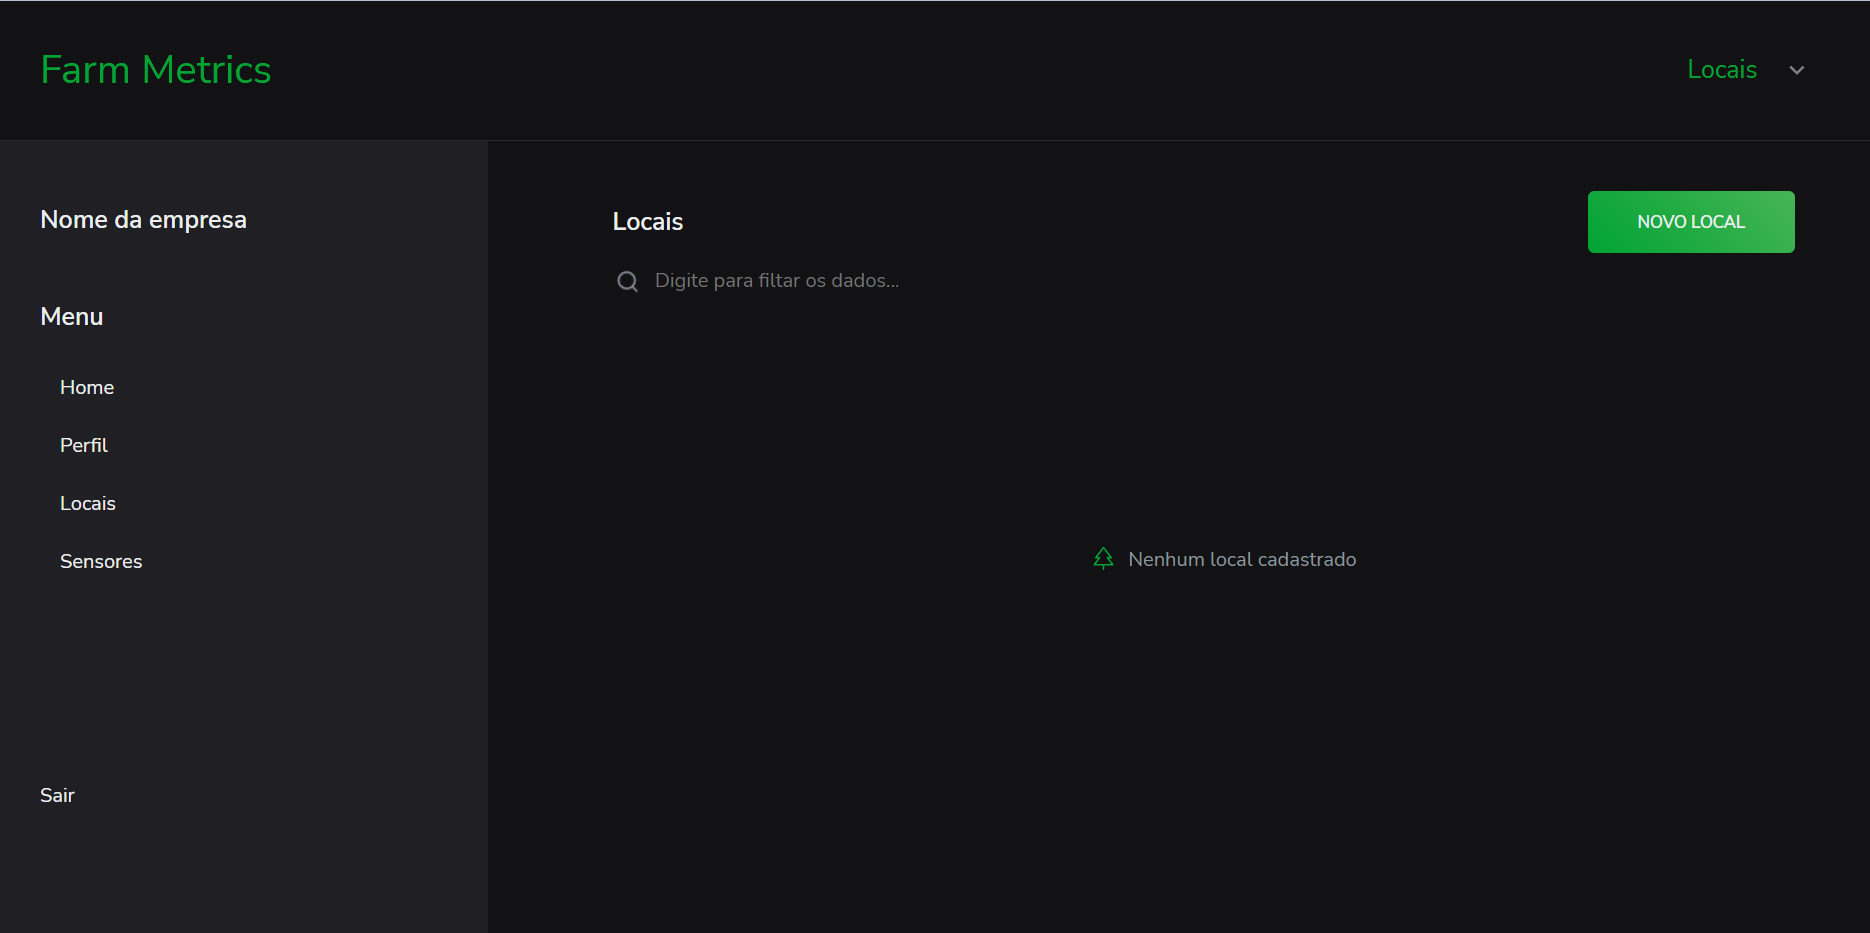 Farm Metrics
Locais
Nome da empresa
Menu
Home
Perfil
Locais
Sensores
Sair
Locais
NOVO LOCAL
Digite para filtar os dados...
Nenhum local cadastrado